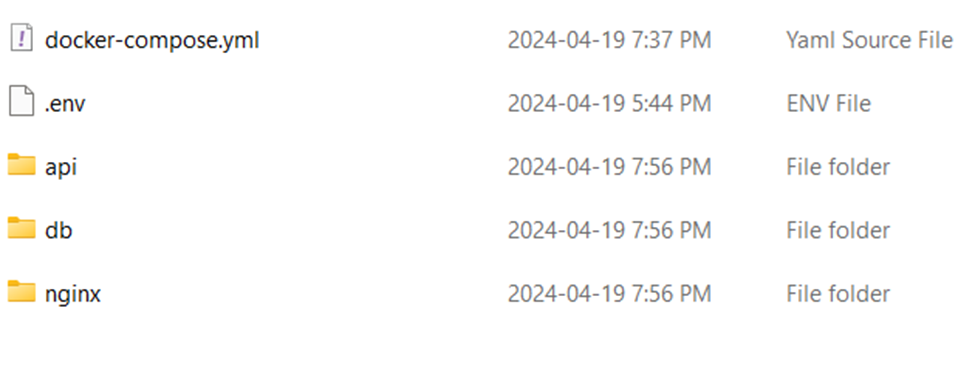 docker-compose.yml 2024-04-19 7:37 PM Yaml Source File
.env 2024-04-19 5:44 PM ENV File
api 2024-04-19 7:56 PM File folder
db 2024-04-19 7:56 PM File folder
nginx 2024-04-19 7:56 PM File folder